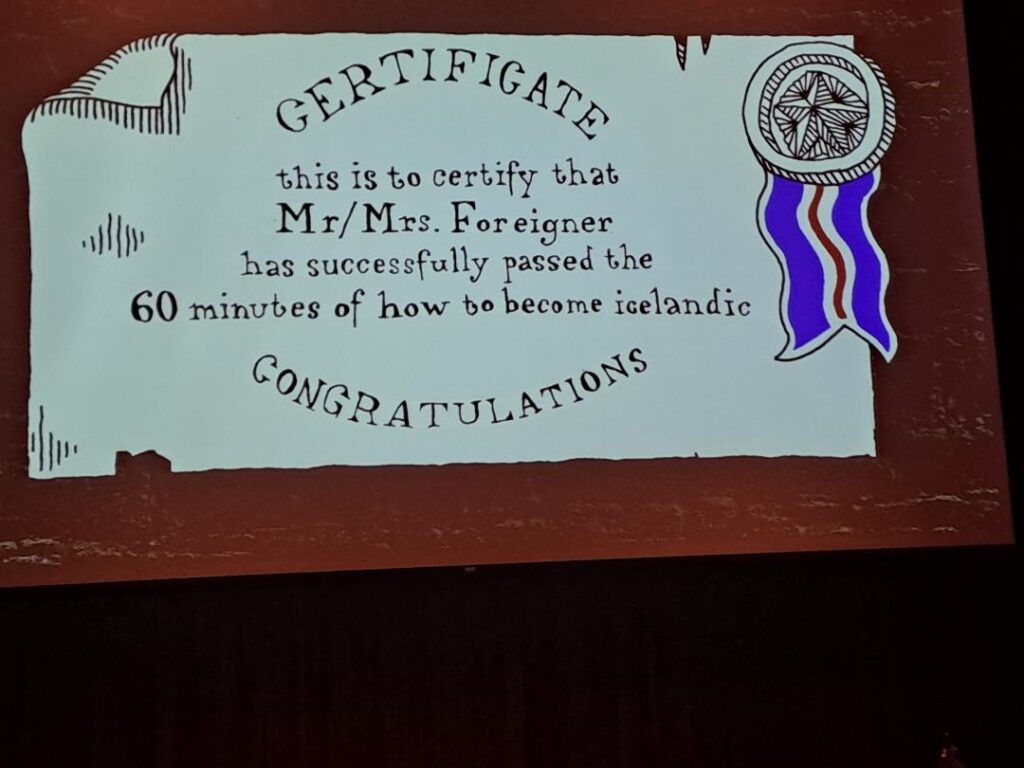 CERTIFICATE
this is to certify that
Mr/Mrs. Foreigner
has successfully passed the
60 minutes of how to become icelandic
CONGRATULATIONS